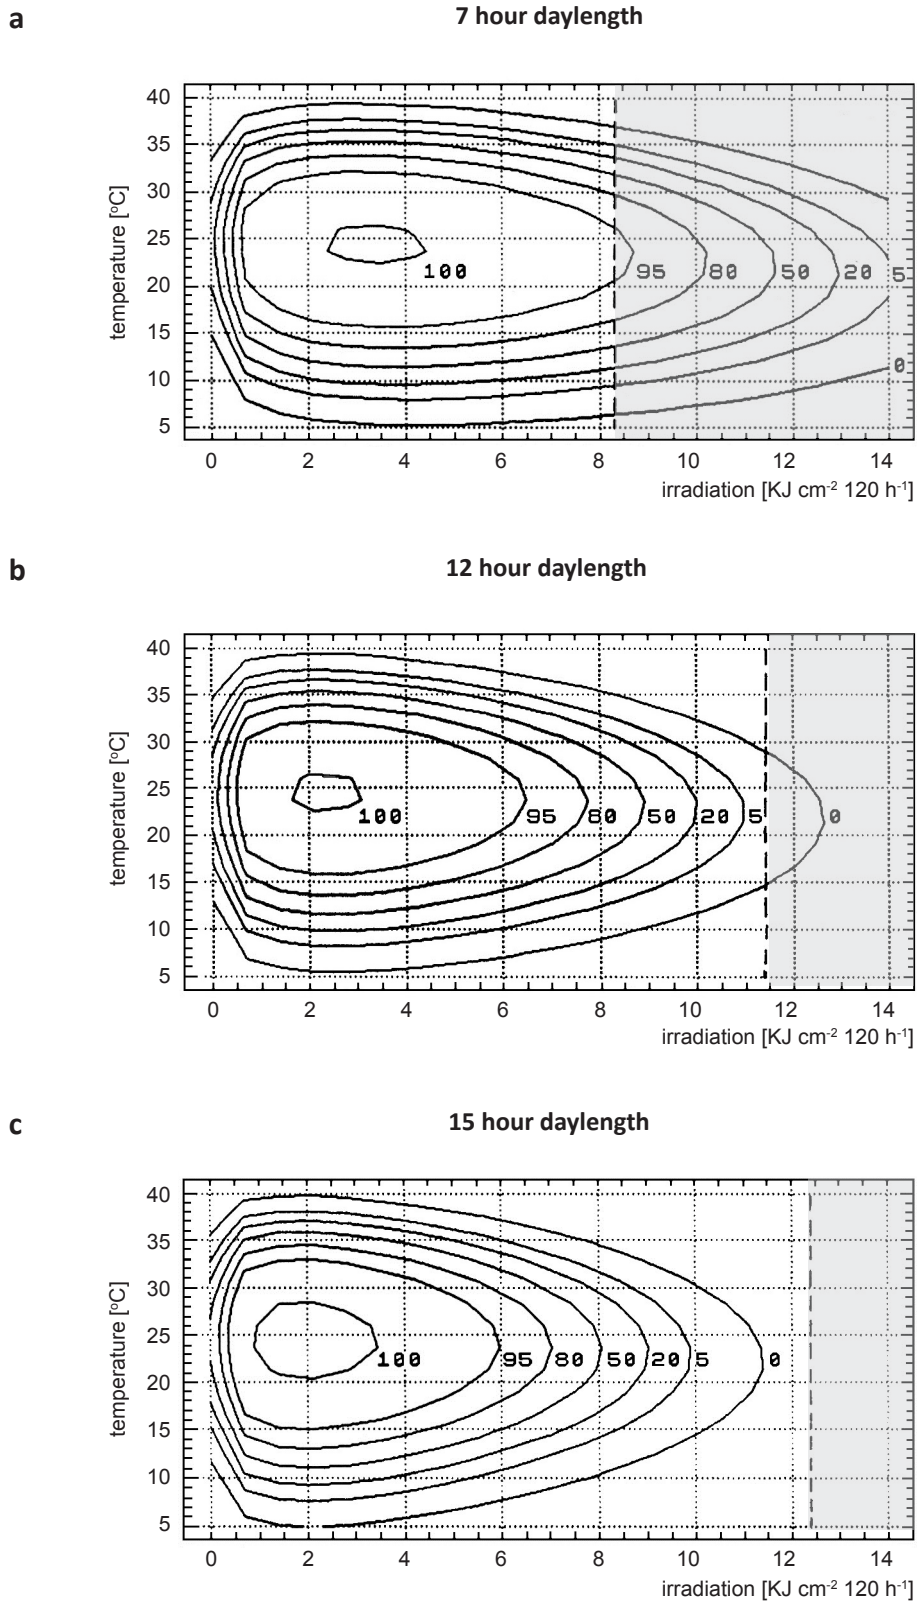 a
7 hour daylength
40
35
30
25
20
15
10
5
temperature [°C]
100 95 80 50 20 5
0
0 2 4 6 8 10 12 14
irradiation [KJ cm-2 120 h-1]
b
12 hour daylength
40
35
30
25
20
15
10
5
temperature [°C]
100 95 80 50 20 5 0
0 2 4 6 8 10 12 14
irradiation [KJ cm-2 120 h-1]
c
15 hour daylength
40
35
30
25
20
15
10
5
temperature [°C]
100 95 80 50 20 5 0
0 2 4 6 8 10 12 14
irradiation [KJ cm-2 120 h-1]